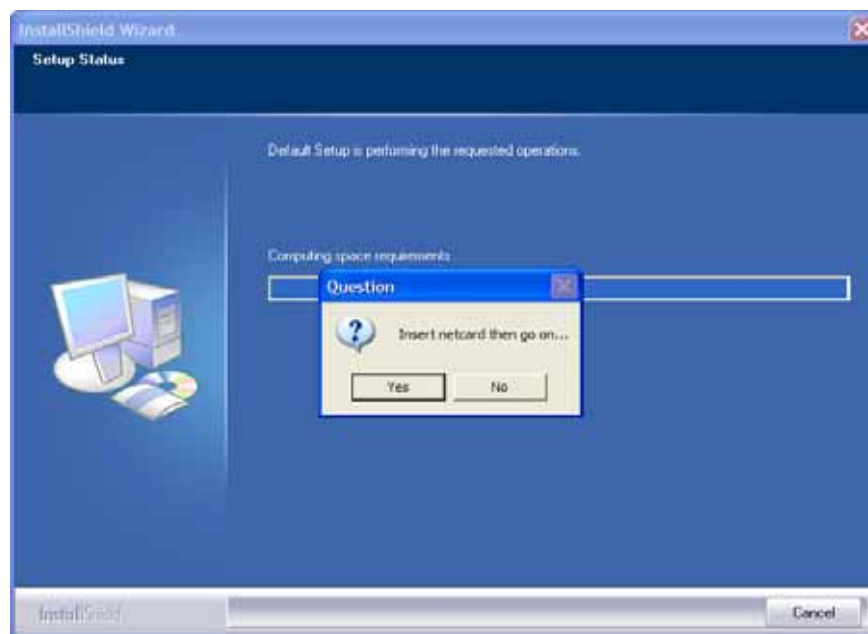 InstallShield Wizard
Setup Status
Default Setup is performing the requested operations.
Computing space requirements
Question
Insert netcard then go on...
Yes No
InstallShield
Cancel